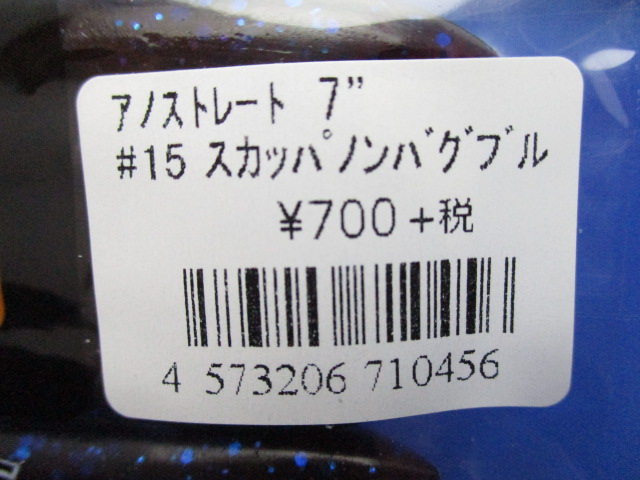 ｱﾉｽﾄﾚｰﾄ 7"
#15 ｽｶｯﾊﾟﾉﾝﾊﾞｸﾞﾌﾞﾙ
¥700+税
4 573206 710456